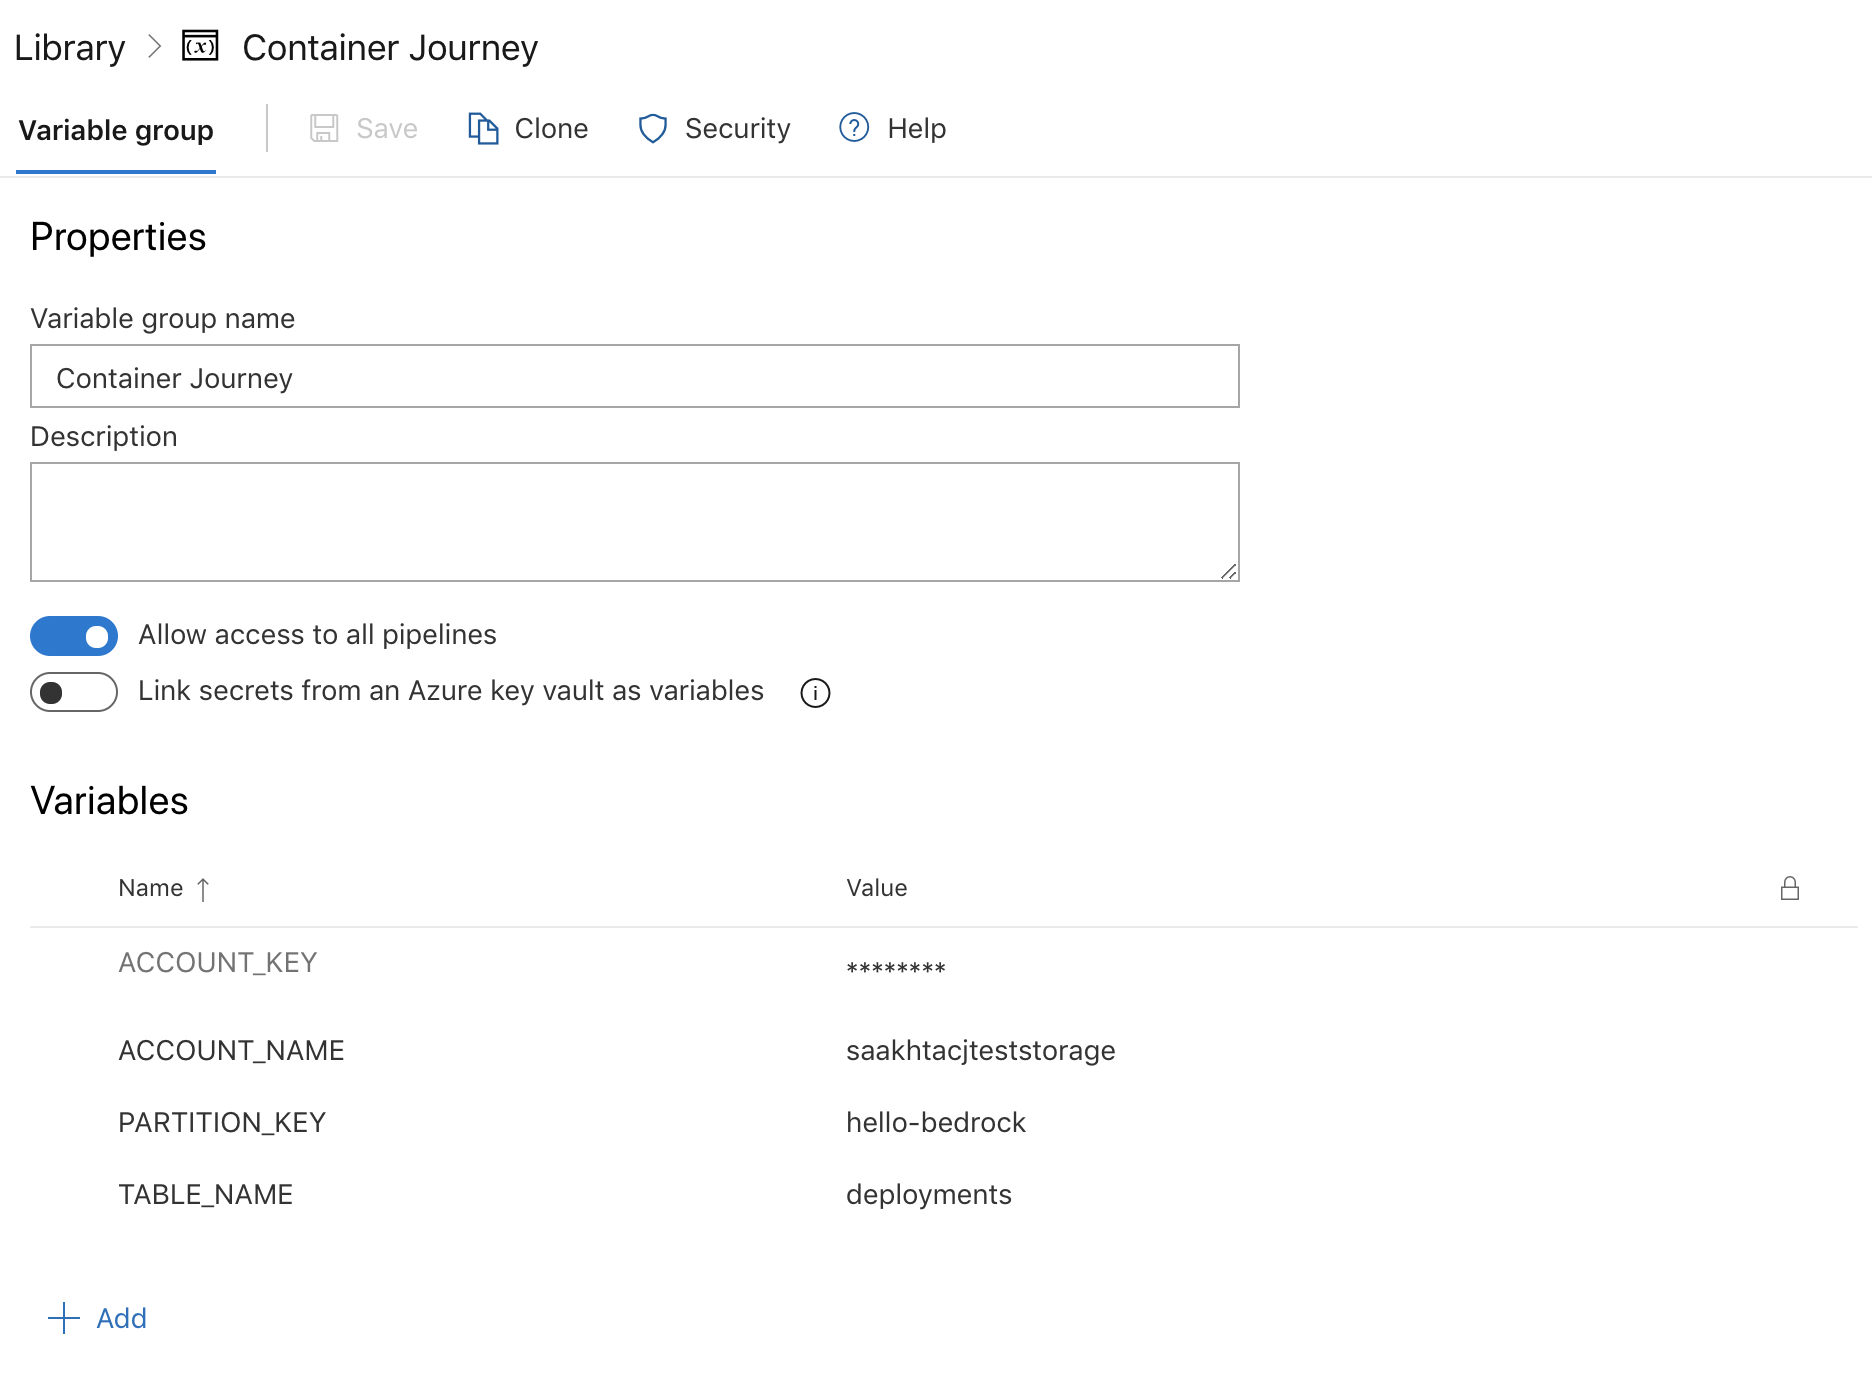 Library > (x) Container Journey
Variable group Save Clone Security ? Help
Properties
Variable group name
Container Journey
Description
Allow access to all pipelines
Link secrets from an Azure key vault as variables i
Variables
Name ↑ Value
ACCOUNT_KEY ********
ACCOUNT_NAME saakhtacjteststorage
PARTITION_KEY hello-bedrock
TABLE_NAME deployments
+ Add